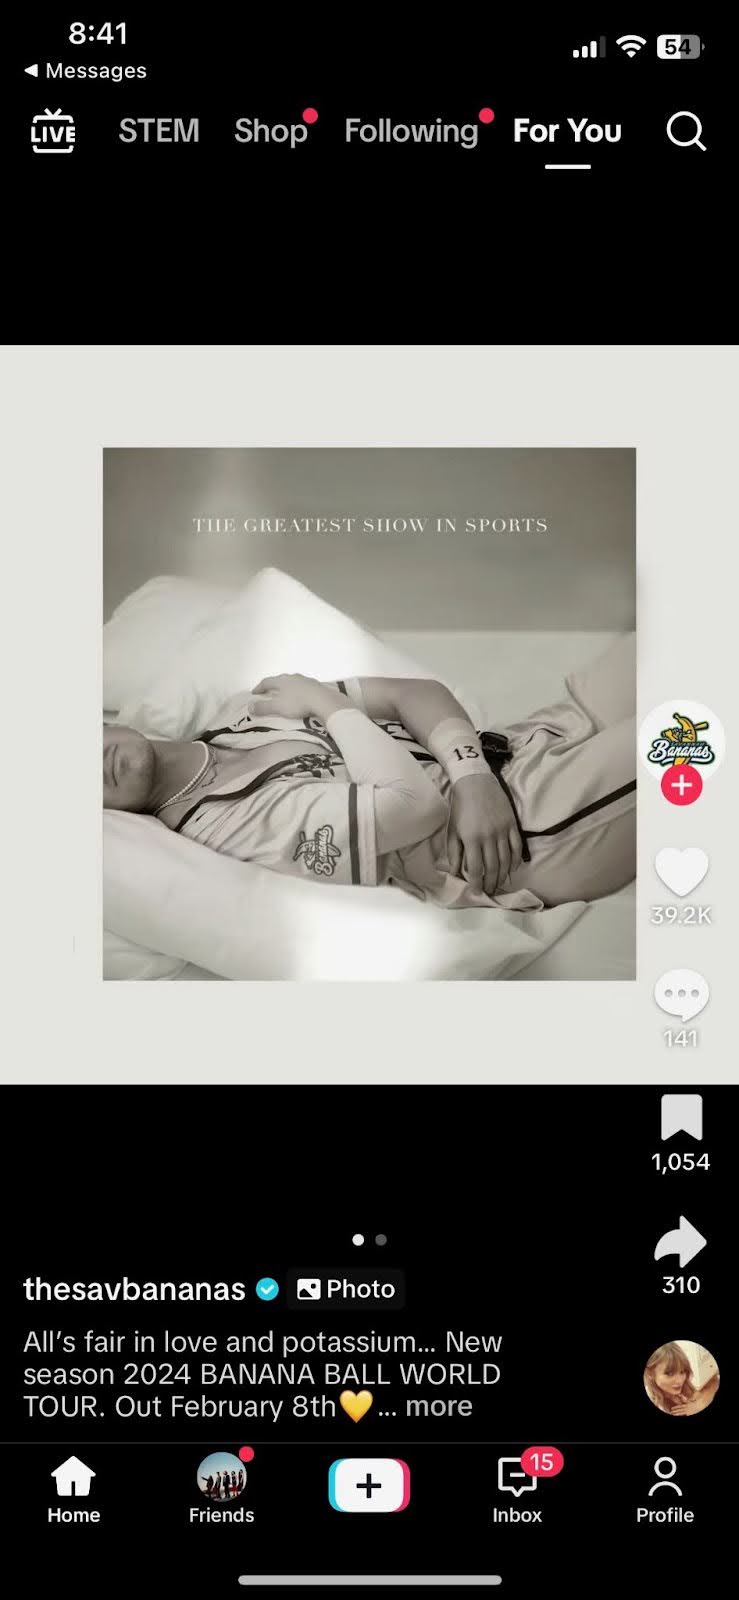 8:41
54
Messages
LIVE
STEM
Shop
Following
For You
THE GREATEST SHOW IN SPORTS
13
Bananas
Bananas
39.2K
141
1,054
310
thesavbananas
Photo
All's fair in love and potassium... New
season 2024 BANANA BALL WORLD
TOUR. Out February 8th💛... more
Home
Friends
15
Inbox
Profile